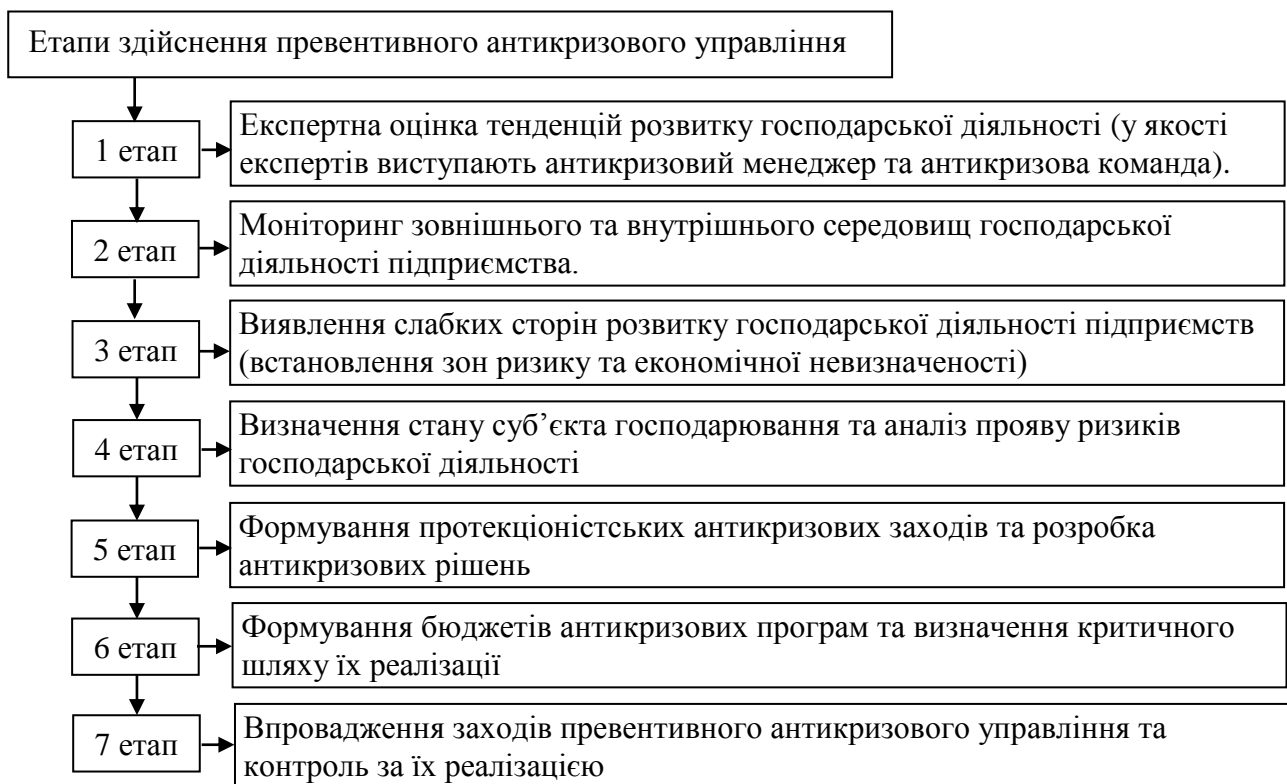 Етапи здійснення превентивного антикризового управління
1 етап
Експертна оцінка тенденцій розвитку господарської діяльності (у якості
експертів виступають антикризовий менеджер та антикризова команда).
2 етап
Моніторинг зовнішнього та внутрішнього середовищ господарської
діяльності підприємства.
3 етап
Виявлення слабких сторін розвитку господарської діяльності підприємств
(встановлення зон ризику та економічної невизначеності)
4 етап
Визначення стану суб’єкта господарювання та аналіз прояву ризиків
господарської діяльності
5 етап
Формування протекціоністських антикризових заходів та розробка
антикризових рішень
6 етап
Формування бюджетів антикризових програм та визначення критичного
шляху їх реалізації
7 етап
Впровадження заходів превентивного антикризового управління та
контроль за їх реалізацією